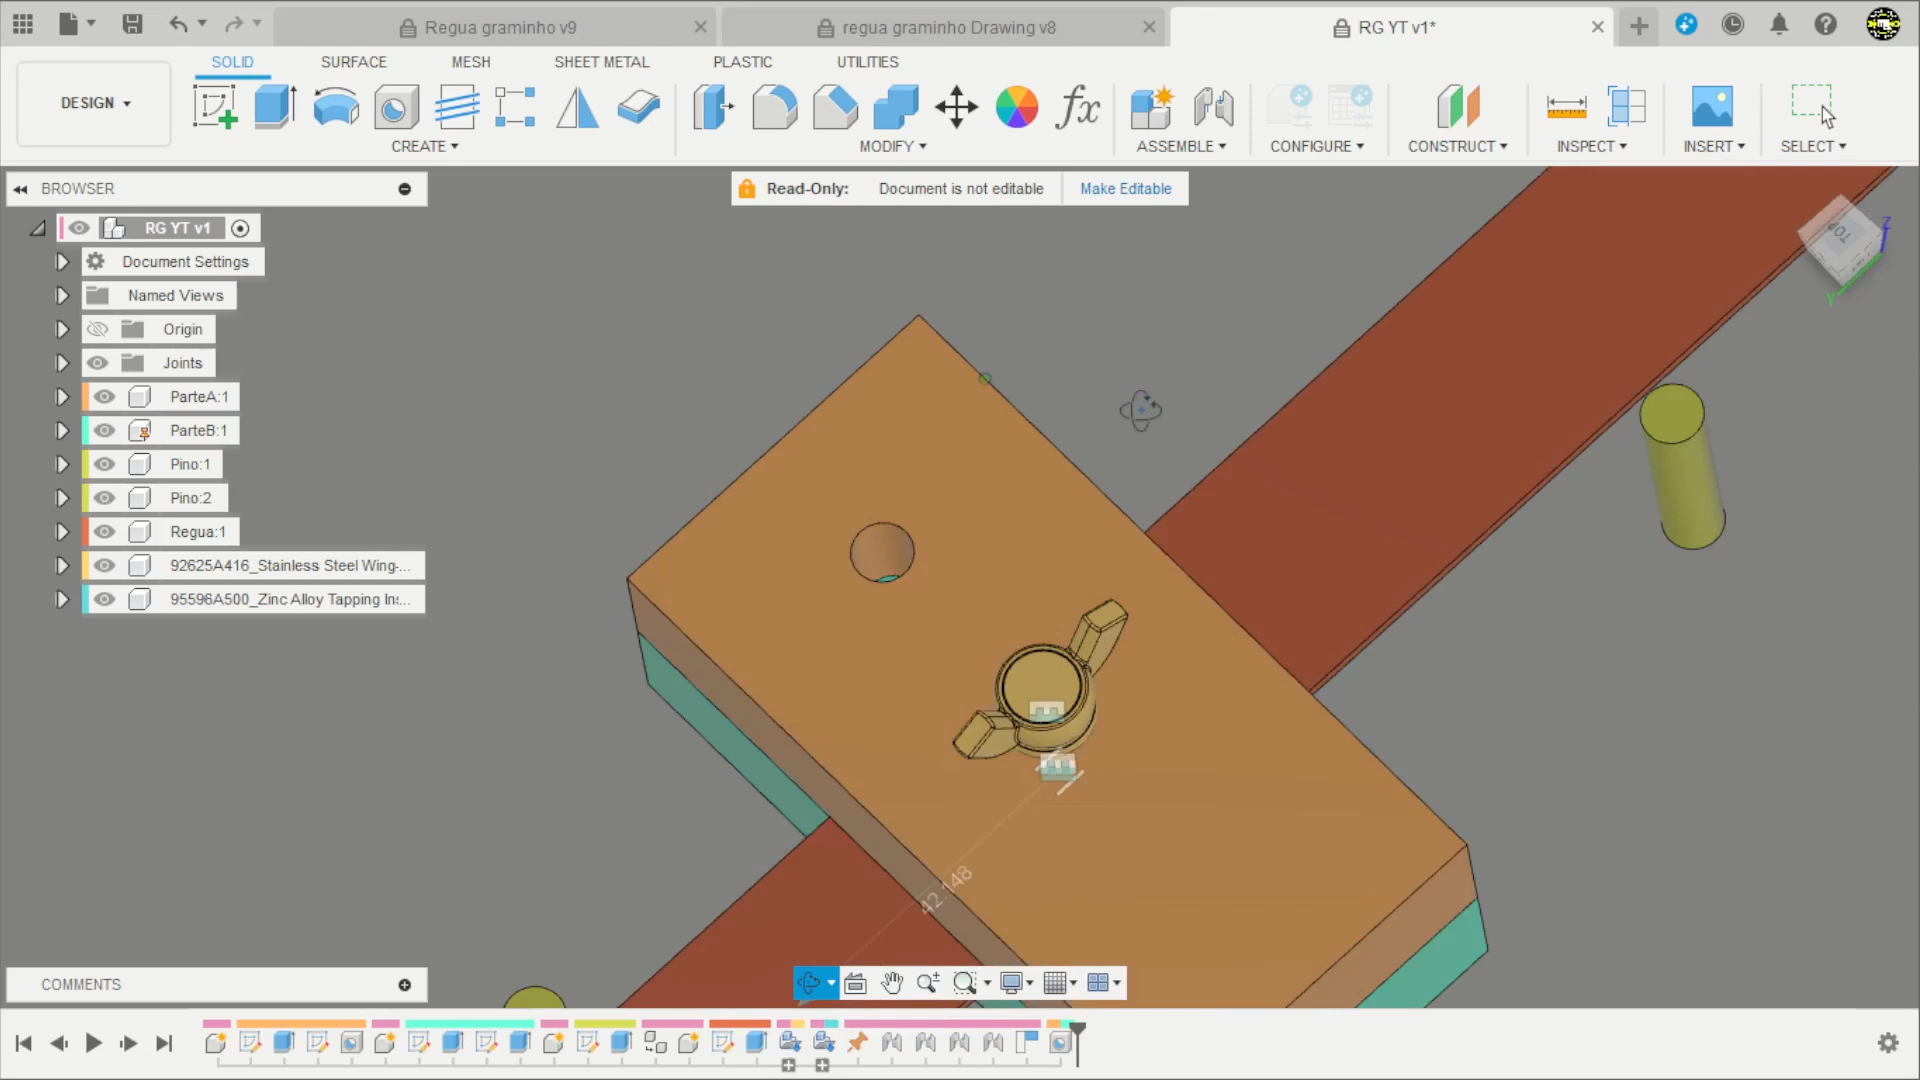 Regua graminho v9
regua graminho Drawing v8
RG YT v1*
DESIGN
SOLID
SURFACE
MESH
SHEET METAL
PLASTIC
UTILITIES
CREATE
MODIFY
ASSEMBLE
CONFIGURE
CONSTRUCT
INSPECT
INSERT
SELECT
fx
BROWSER
Read-Only: Document is not editable Make Editable
RG YT v1
Document Settings
Named Views
Origin
Joints
ParteA:1
ParteB:1
Pino:1
Pino:2
Regua:1
92625A416_Stainless Steel Wing-...
95596A500_Zinc Alloy Tapping In...
TOP
Z
Y
42.148
COMMENTS